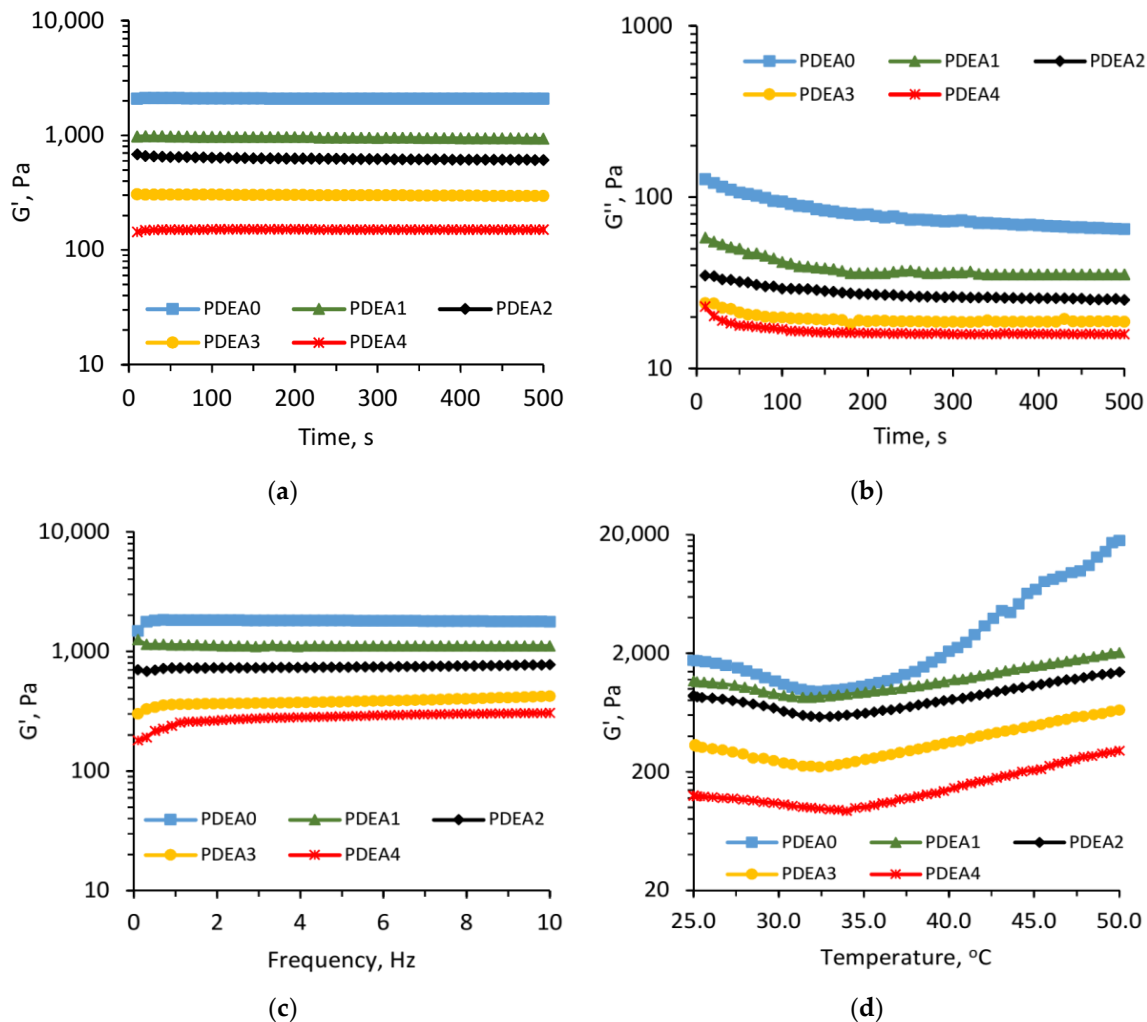 10,000
1,000
100
10
G', Pa
PDEA0 PDEA1 PDEA2
PDEA3 PDEA4
0 100 200 300 400 500
Time, s
(a)
1000
100
10
G'', Pa
PDEA0 PDEA1 PDEA2
PDEA3 PDEA4
0 100 200 300 400 500
Time, s
(b)
10,000
1,000
100
10
G', Pa
PDEA0 PDEA1 PDEA2
PDEA3 PDEA4
0 2 4 6 8 10
Frequency, Hz
(c)
20,000
2,000
200
20
G', Pa
PDEA0 PDEA1 PDEA2
PDEA3 PDEA4
25.0 30.0 35.0 40.0 45.0 50.0
Temperature, °C
(d)